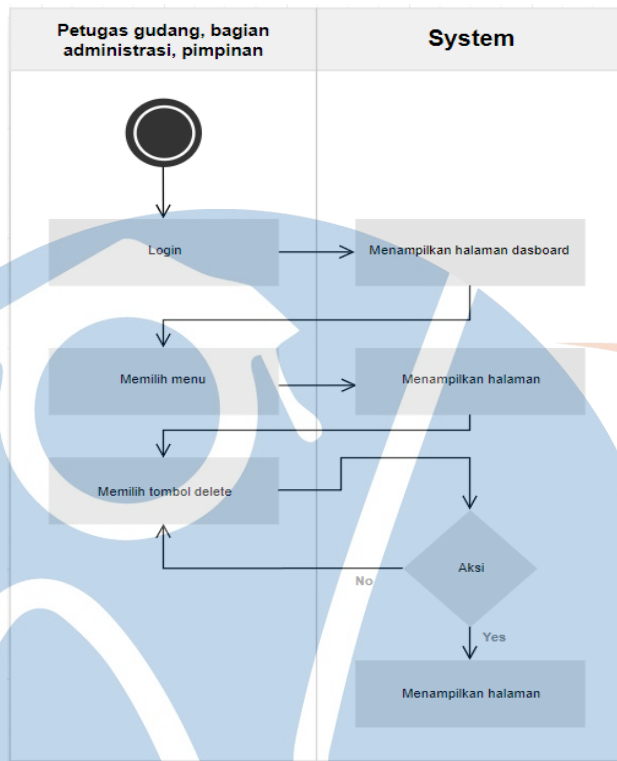 Petugas gudang, bagian
administrasi, pimpinan
System
Login
Menampilkan halaman dasboard
Memilih menu
Menampilkan halaman
Memilih tombol delete
Aksi
No
Yes
Menampilkan halaman